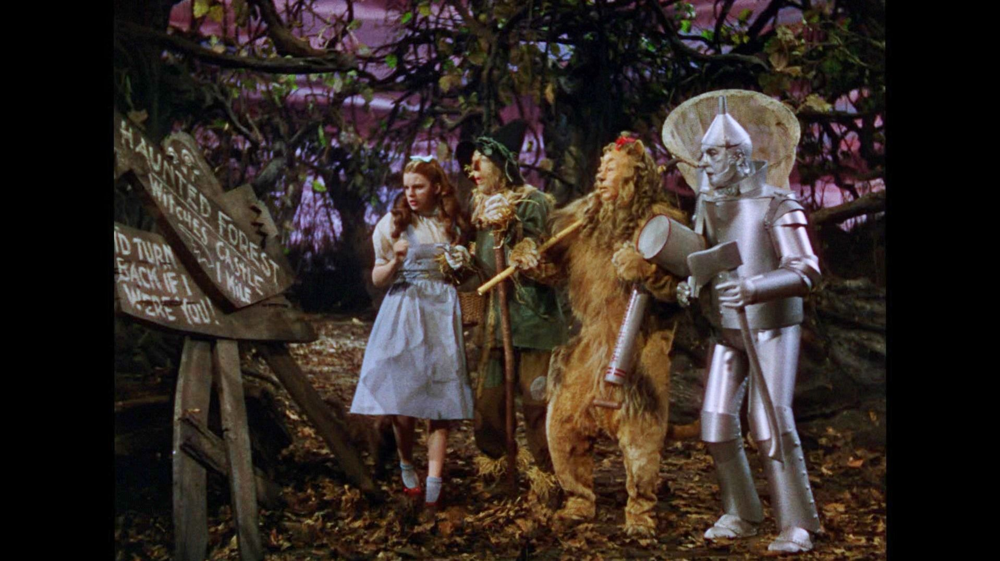 HAUNTED FOREST
WITCHES CASTLE
1 MILE
I'D TURN
BACK IF I
WERE YOU!